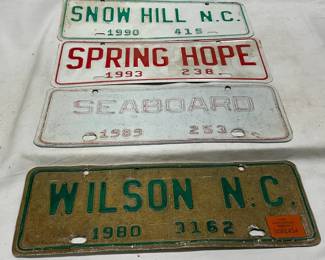 SNOW HILL N.C.
1990 415
SPRING HOPE
1993 238
SEABOARD
1989 253
WILSON N.C.
1980 3162